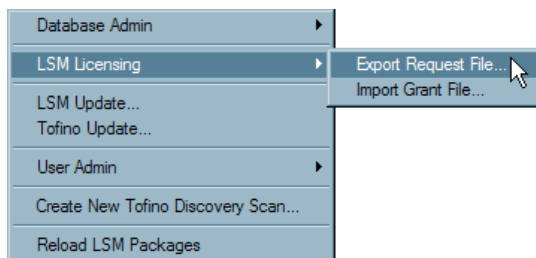 Database Admin
LSM Licensing
Export Request File...
Import Grant File...
LSM Update...
Tofino Update...
User Admin
Create New Tofino Discovery Scan...
Reload LSM Packages